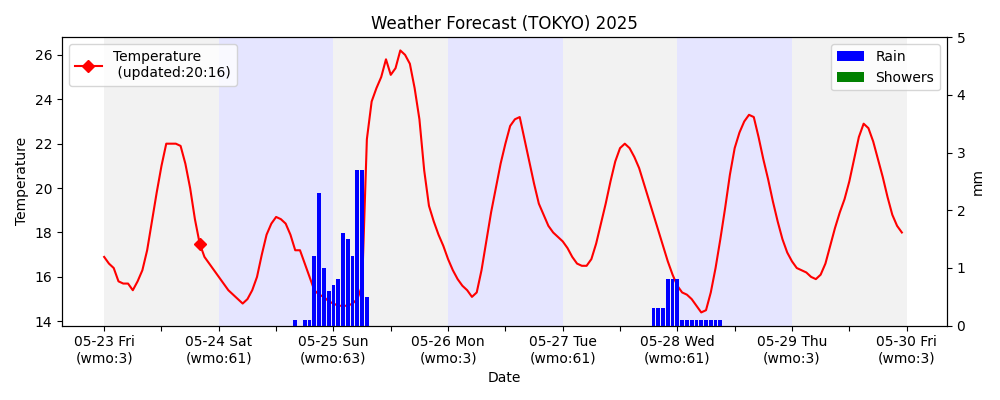 Weather Forecast (TOKYO) 2025
Temperature
(updated:20:16)
Rain
Showers
Temperature
26
24
22
20
18
16
14
5
4
3
2
1
0
mm
05-23 Fri
(wmo:3)
05-24 Sat
(wmo:61)
05-25 Sun
(wmo:63)
05-26 Mon
(wmo:3)
05-27 Tue
(wmo:61)
05-28 Wed
(wmo:61)
05-29 Thu
(wmo:3)
05-30 Fri
(wmo:3)
Date